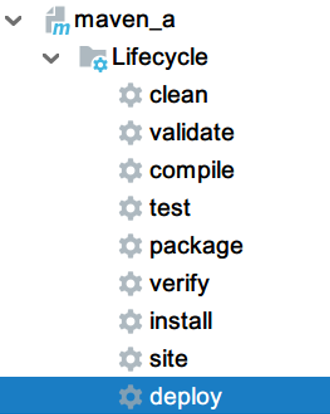 maven_a
Lifecycle
clean
validate
compile
test
package
verify
install
site
deploy